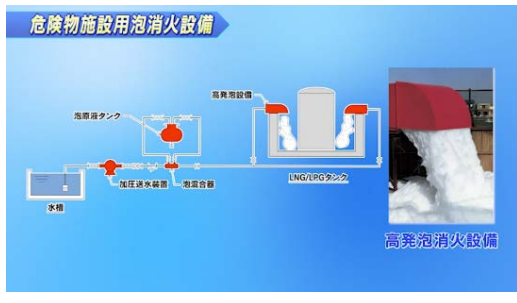 危険物施設用泡消火設備
高発泡設備
泡原液タンク
加圧送水装置
泡混合器
LNG/LPGタンク
水槽
高発泡消火設備